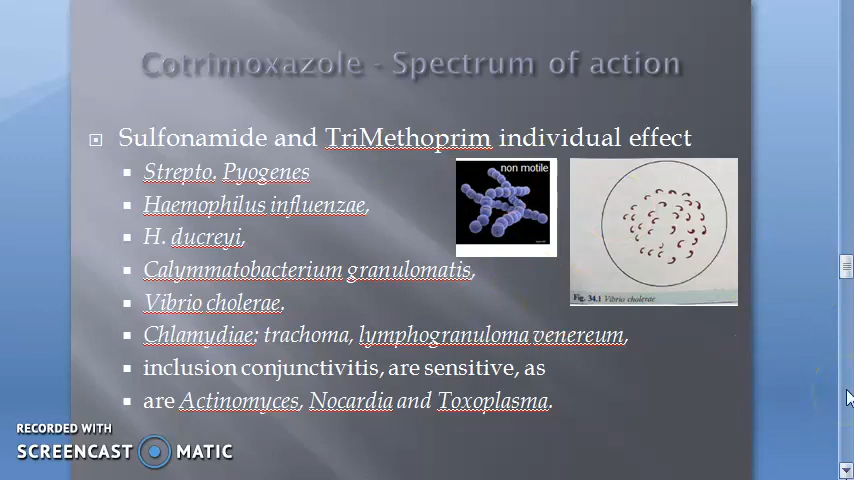 Cotrimoxazole - Spectrum of action
Sulfonamide and TriMethoprim individual effect
Strepto. Pyogenes
non motile
Haemophilus influenzae,
H. ducreyi,
Calymmatobacterium granulomatis,
Vibrio cholerae.
Fig. 34.1 Vibrio cholerae
Chlamydiae: trachoma, lymphogranuloma venereum,
inclusion conjunctivitis, are sensitive, as
are Actinomyces, Nocardia and Toxoplasma.
RECORDED WITH
SCREENCAST MATIC